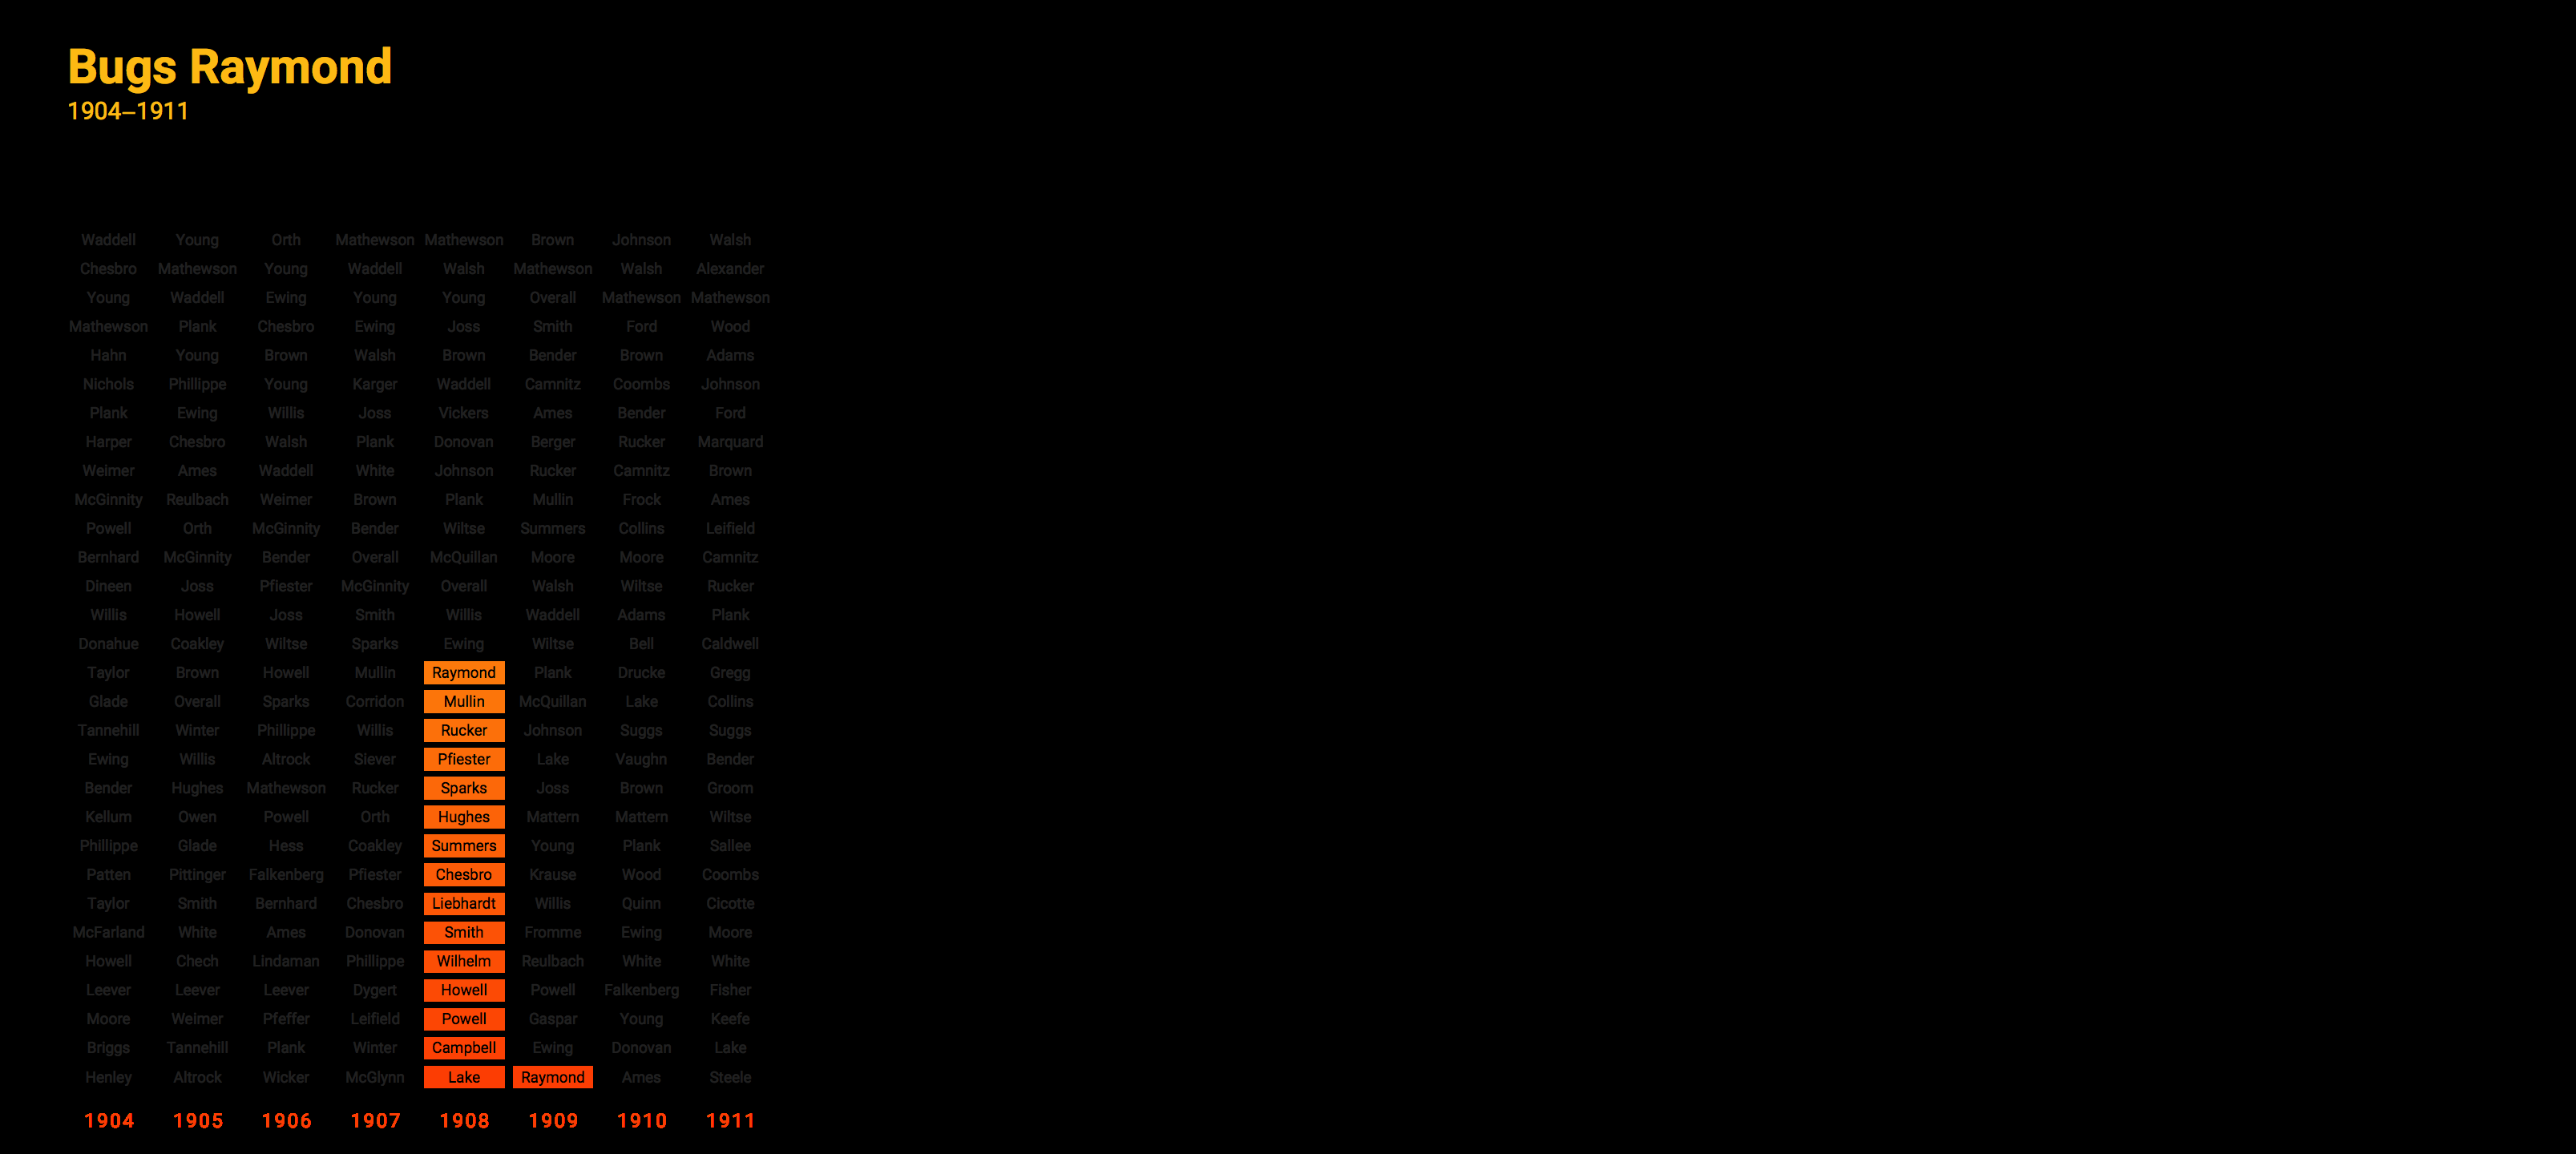 Bugs Raymond
1904–1911
Waddell Young Orth Mathewson Mathewson Brown Johnson Walsh
Chesbro Mathewson Young Waddell Walsh Mathewson Walsh Alexander
Young Waddell Ewing Young Young Overall Mathewson Mathewson
Mathewson Plank Chesbro Ewing Joss Smith Ford Wood
Hahn Young Brown Walsh Brown Bender Brown Adams
Nichols Phillippe Young Karger Waddell Camnitz Coombs Johnson
Plank Ewing Willis Joss Vickers Ames Bender Ford
Harper Chesbro Walsh Plank Donovan Berger Rucker Marquard
Weimer Ames Waddell White Johnson Rucker Camnitz Brown
McGinnity Reulbach Weimer Brown Plank Mullin Frock Ames
Powell Orth McGinnity Bender Wiltse Summers Collins Leifield
Bernhard McGinnity Bender Overall McQuillan Moore Moore Camnitz
Dineen Joss Pfiester McGinnity Overall Walsh Wiltse Rucker
Willis Howell Joss Smith Willis Waddell Adams Plank
Donahue Coakley Wiltse Sparks Ewing Wiltse Bell Caldwell
Taylor Brown Howell Mullin Raymond Plank Drucke Gregg
Glade Overall Sparks Corridon Mullin McQuillan Lake Collins
Tannehill Winter Phillippe Willis Rucker Johnson Suggs Suggs
Ewing Willis Altrock Siever Pfiester Lake Vaughn Bender
Bender Hughes Mathewson Rucker Sparks Joss Brown Groom
Kellum Owen Powell Orth Hughes Mattern Mattern Wiltse
Phillippe Glade Hess Coakley Summers Young Plank Sallee
Patten Pittinger Falkenberg Pfiester Chesbro Krause Wood Coombs
Taylor Smith Bernhard Chesbro Liebhardt Willis Quinn Cicotte
McFarland White Ames Donovan Smith Fromme Ewing Moore
Howell Chech Lindaman Phillippe Wilhelm Reulbach White White
Leever Leever Leever Dygert Howell Powell Falkenberg Fisher
Moore Weimer Pfeffer Leifield Powell Gaspar Young Keefe
Briggs Tannehill Plank Winter Campbell Ewing Donovan Lake
Henley Altrock Wicker McGlynn Lake Raymond Ames Steele
1904 1905 1906 1907 1908 1909 1910 1911